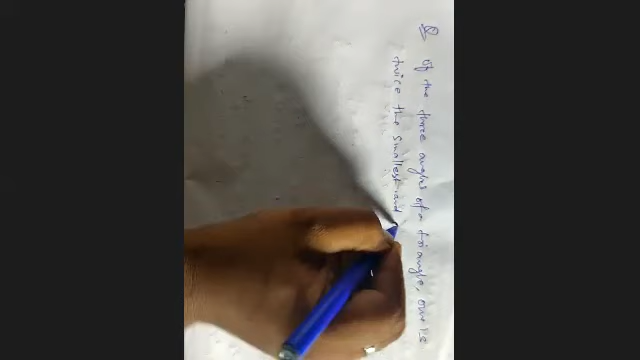 Q Of the three angles of a triangle, one is
twice the smallest and